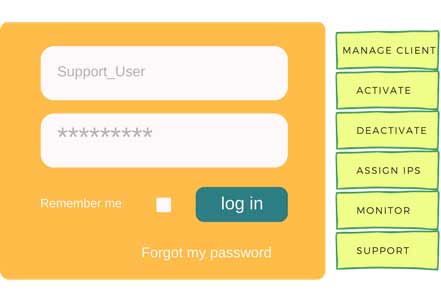 Support_User
*********
Remember me
log in
Forgot my password
MANAGE CLIENT
ACTIVATE
DEACTIVATE
ASSIGN IPS
MONITOR
SUPPORT